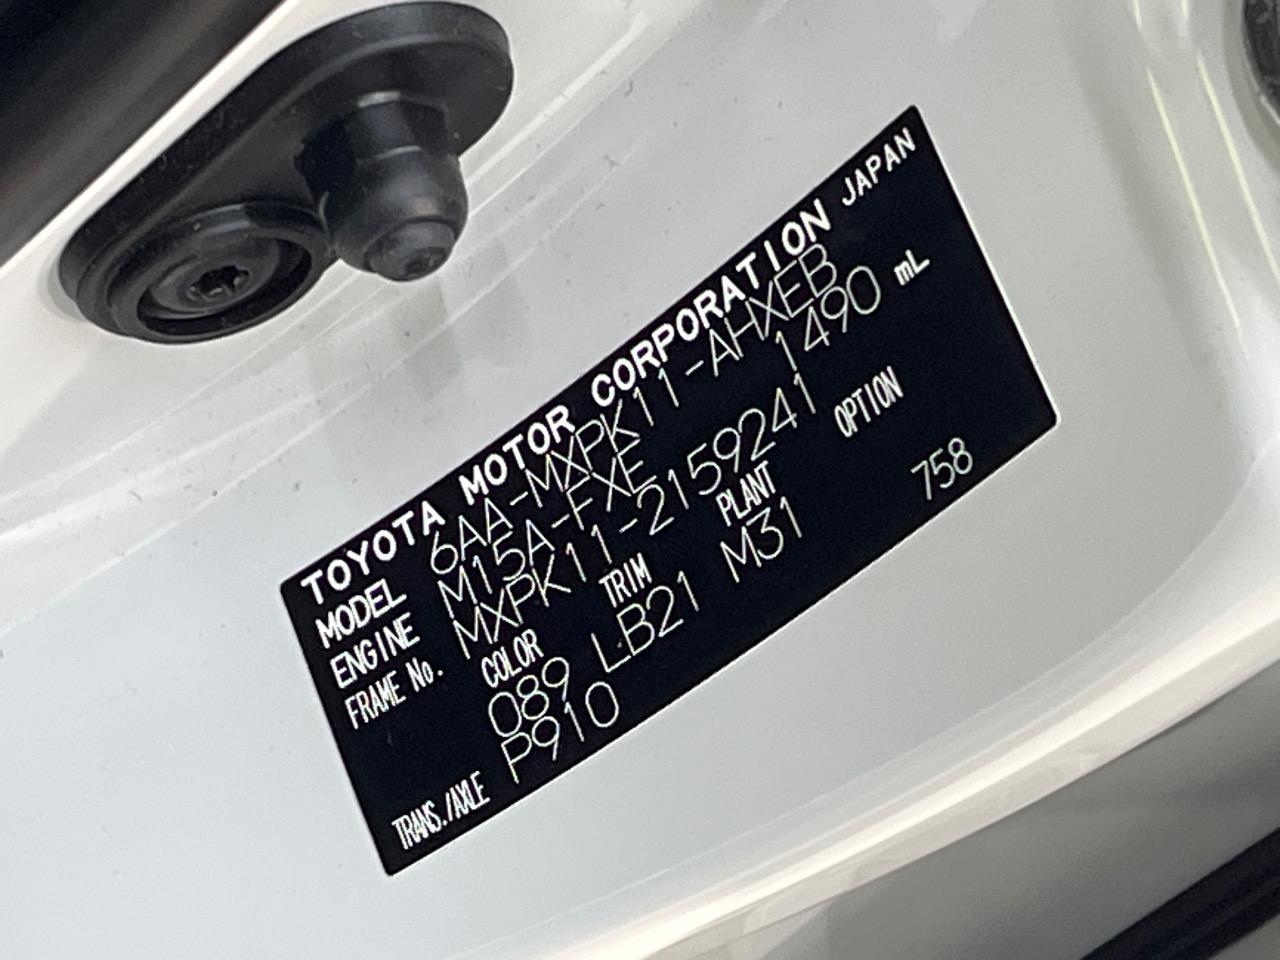 TOYOTA MOTOR CORPORATION JAPAN
MODEL 6AA-MXPK11-AHXEB
ENGINE M15A-FXE 1490 mL
FRAME No. MXPK11-2159241
COLOR TRIM PLANT OPTION
089 LB21 M31 758
TRANS./AXLE P910